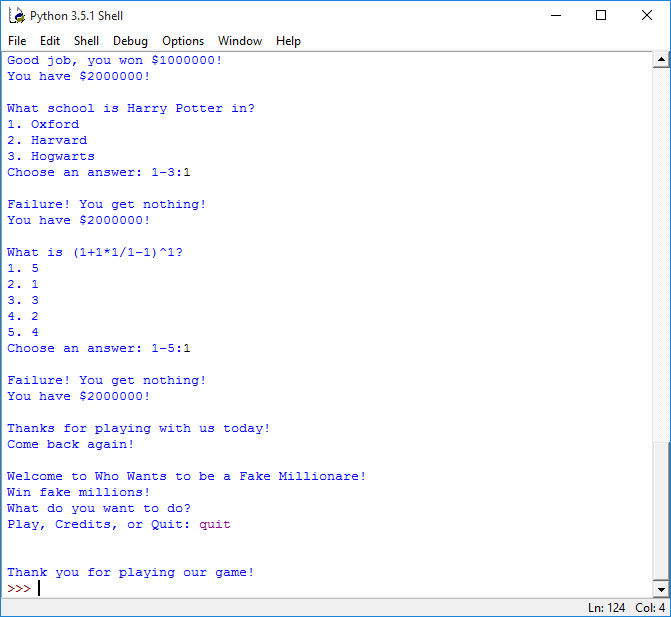 Python 3.5.1 Shell
File Edit Shell Debug Options Window Help
Good job, you won $1000000!
You have $2000000!
What school is Harry Potter in?
1. Oxford
2. Harvard
3. Hogwarts
Choose an answer: 1-3:1
Failure! You get nothing!
You have $2000000!
What is (1+1*1/1-1)^1?
1. 5
2. 1
3. 3
4. 2
5. 4
Choose an answer: 1-5:1
Failure! You get nothing!
You have $2000000!
Thanks for playing with us today!
Come back again!
Welcome to Who Wants to be a Fake Millionare!
Win fake millions!
What do you want to do?
Play, Credits, or Quit: quit
Thank you for playing our game!
>>>
Ln: 124 Col: 4